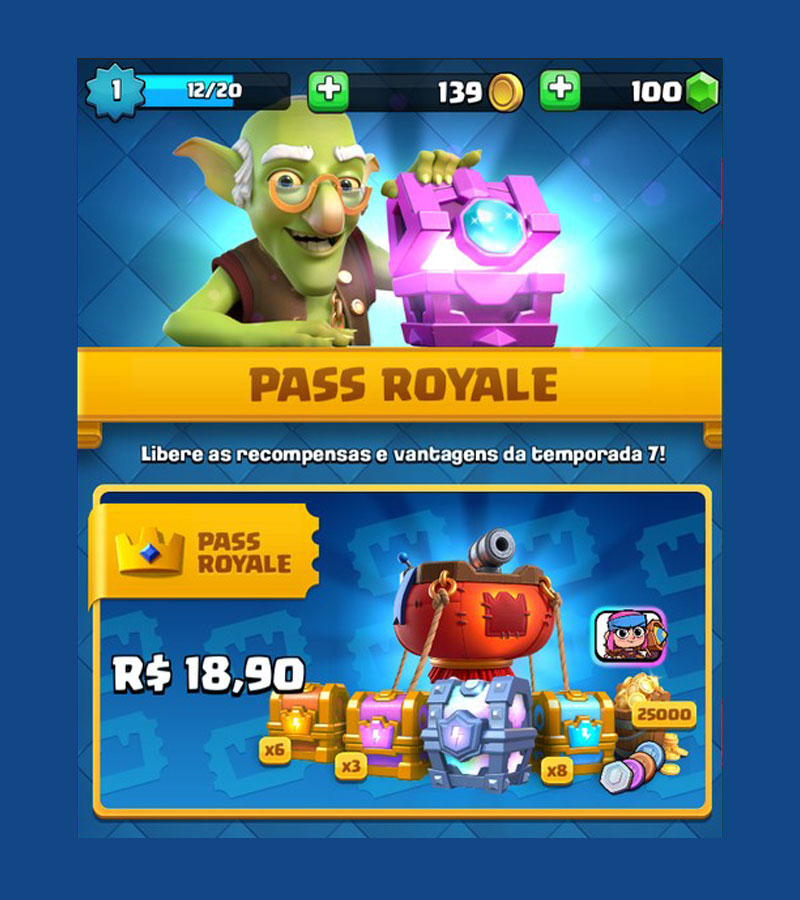 1 12/20 139 100
PASS ROYALE
Libere as recompensas e vantagens da temporada 7!
PASS
ROYALE
R$ 18,90
25000
x6
x3
x8